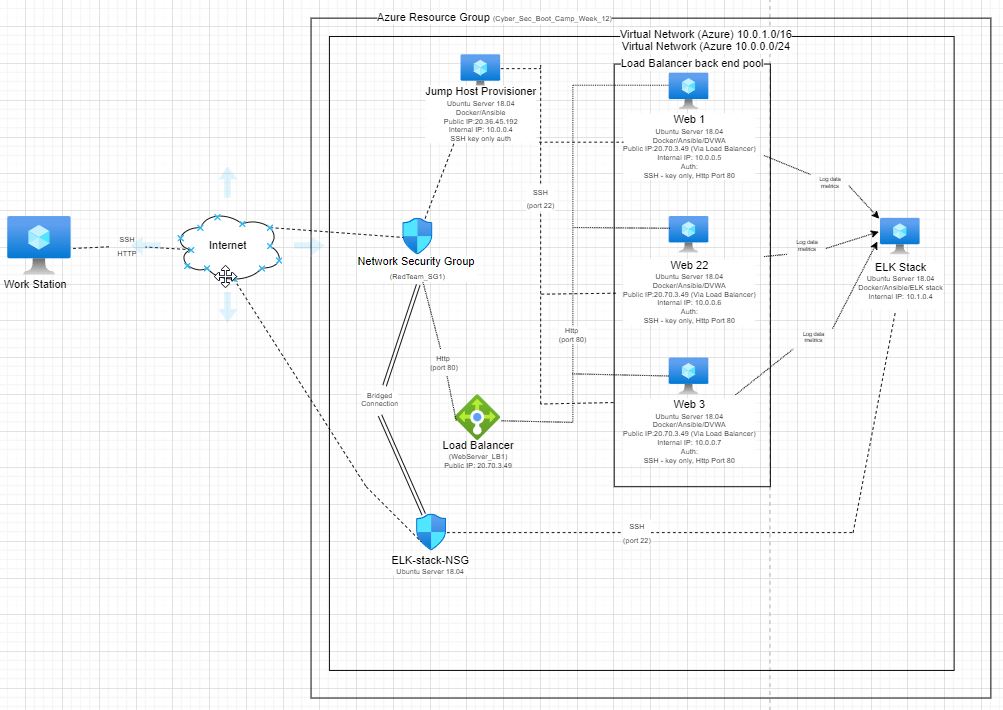 Azure Resource Group (Cyber_Sec_Boot_Camp_Week_12)
Virtual Network (Azure) 10.0.1.0/16
Virtual Network (Azure 10.0.0.0/24
Load Balancer back end pool
Jump Host Provisioner
Ubuntu Server 18.04
Docker/Ansible
Public IP:20.36.45.192
Internal IP: 10.0.0.4
SSH key only auth
Web 1
Ubuntu Server 18.04
Docker/Ansible/DVWA
Public IP:20.70.3.49 (Via Load Balancer)
Internal IP: 10.0.0.5
Auth:
SSH - key only, Http Port 80
Log data
metrics
SSH
(port 22)
Work Station
SSH
HTTP
Internet
Network Security Group
(RedTeam_SG1)
Web 22
Ubuntu Server 18.04
Docker/Ansible/DVWA
Public IP:20.70.3.49 (Via Load Balancer)
Internal IP: 10.0.0.6
Auth:
SSH - key only, Http Port 80
Log data
metrics
ELK Stack
Ubuntu Server 18.04
Docker/Ansible/ELK stack
Internal IP: 10.1.0.4
Http
(port 80)
Log data
metrics
Http
(port 80)
Bridged
Connection
Web 3
Ubuntu Server 18.04
Docker/Ansible/DVWA
Public IP:20.70.3.49 (Via Load Balancer)
Internal IP: 10.0.0.7
Auth:
SSH - key only, Http Port 80
Load Balancer
(WebServer_LB1)
Public IP: 20.70.3.49
SSH
(port 22)
ELK-stack-NSG
Ubuntu Server 18.04